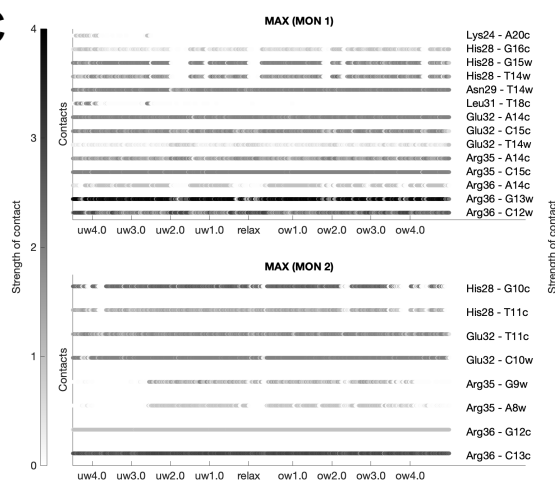 C
MAX (MON 1)
4
3
2
1
0
Strength of contact
Contacts
Lys24 - A20c
His28 - G16c
His28 - G15w
His28 - T14w
Asn29 - T14w
Leu31 - T18c
Glu32 - A14c
Glu32 - C15c
Glu32 - T14w
Arg35 - A14c
Arg35 - C15c
Arg36 - A14c
Arg36 - G13w
Arg36 - C12w
uw4.0 uw3.0 uw2.0 uw1.0 relax ow1.0 ow2.0 ow3.0 ow4.0
MAX (MON 2)
Contacts
His28 - G10c
His28 - T11c
Glu32 - T11c
Glu32 - C10w
Arg35 - G9w
Arg35 - A8w
Arg36 - G12c
Arg36 - C13c
uw4.0 uw3.0 uw2.0 uw1.0 relax ow1.0 ow2.0 ow3.0 ow4.0
Strength of contact